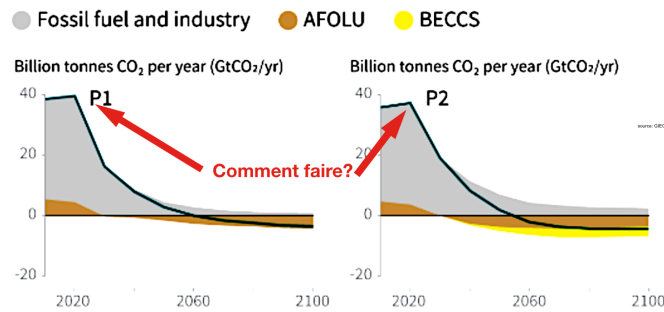 Fossil fuel and industry AFOLU BECCS
Billion tonnes CO₂ per year (GtCO₂/yr) Billion tonnes CO₂ per year (GtCO₂/yr)
40 P1 40 P2
source: GIEC
20 20
Comment faire?
0 0
-20 -20
2020 2060 2100 2020 2060 2100